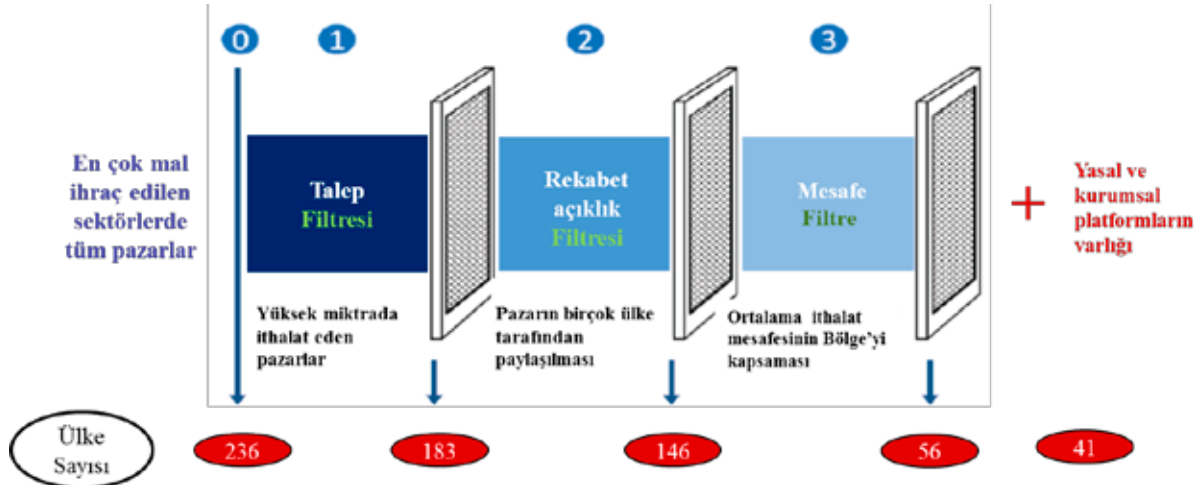 0
1
2
3
En çok mal
ihraç edilen
sektörlerde
tüm pazarlar
Talep
Filtresi
Rekabet
açıklık
Filtresi
Mesafe
Filtre
Yasal ve
kurumsal
platformların
varlığı
Yüksek miktrada
ithalat eden
pazarlar
Pazarın birçok ülke
tarafından
paylaşılması
Ortalama ithalat
mesafesinin Bölge’yi
kapsaması
Ülke
Sayısı
236
183
146
56
41